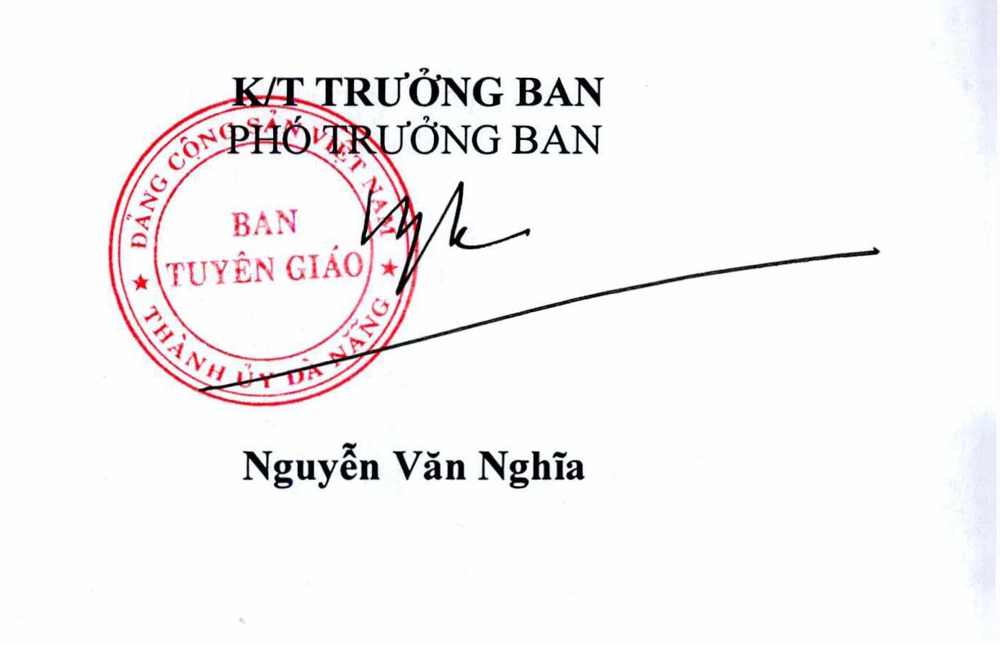 K/T TRƯỞNG BAN
PHÓ TRƯỞNG BAN
ĐẢNG CỘNG SẢN VIỆT NAM
BAN
TUYÊN GIÁO
★ THÀNH ỦY ĐÀ NẴNG ★
Nguyễn Văn Nghĩa